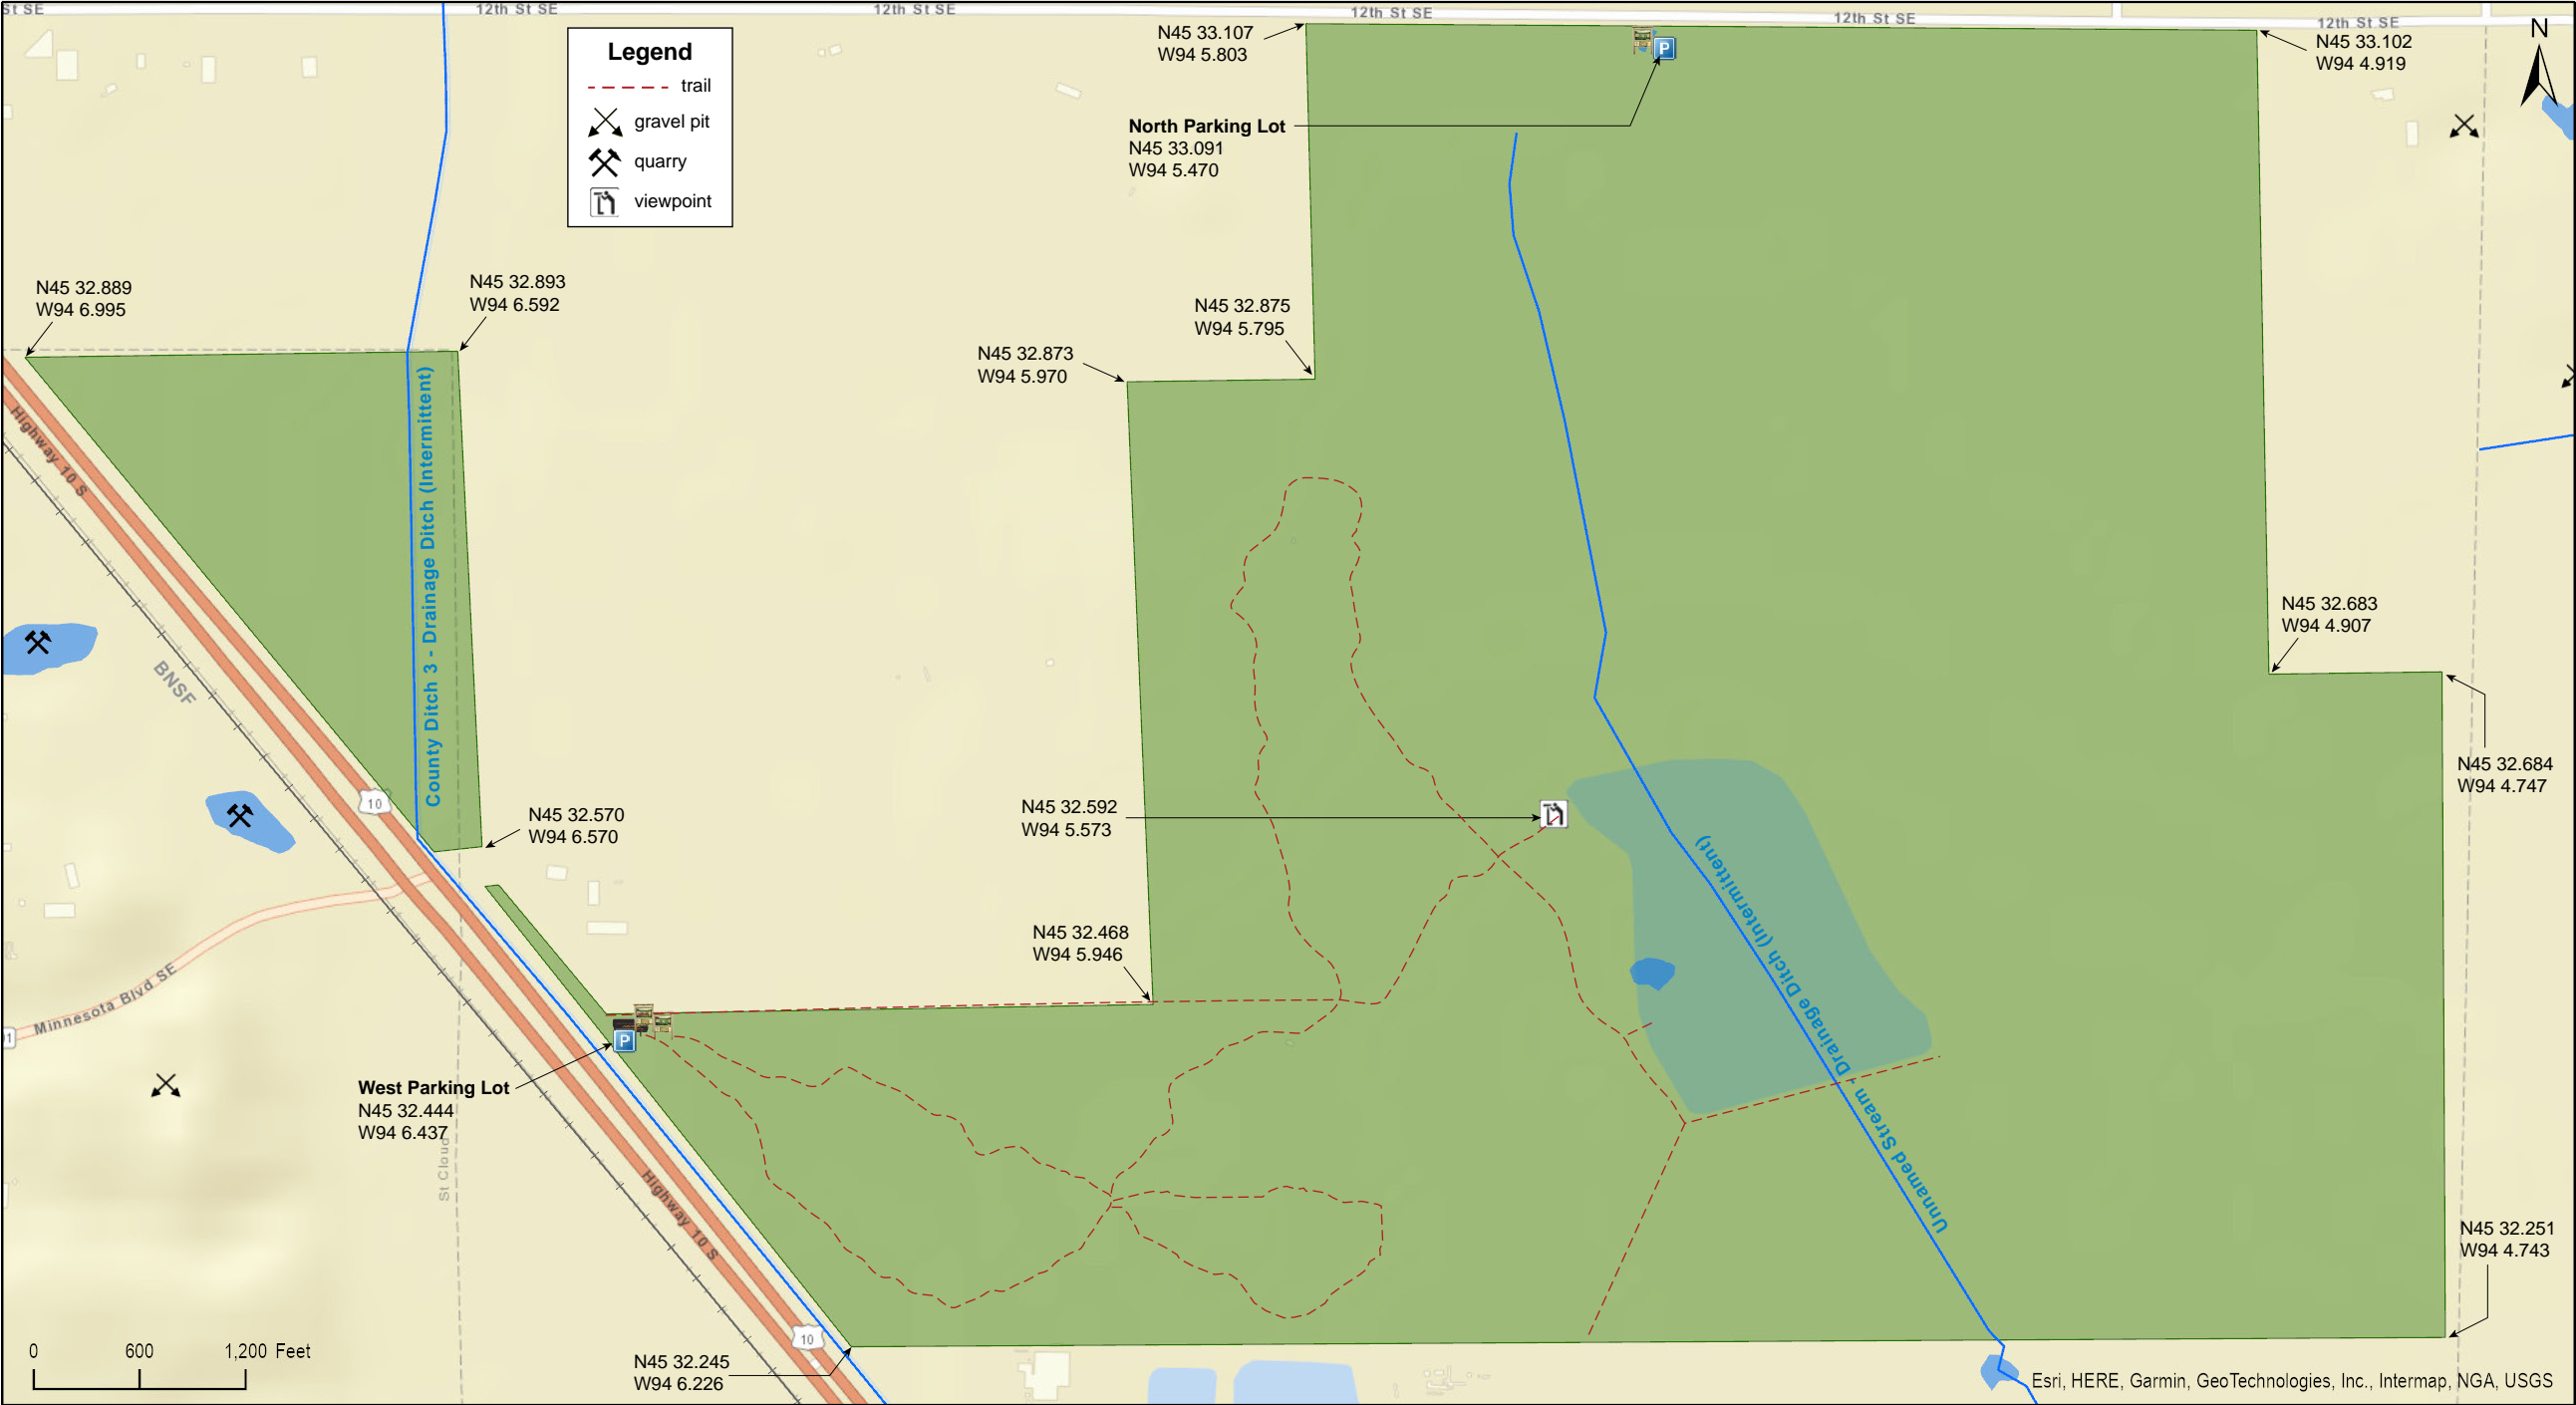 St SE
12th St SE
12th St SE
12th St SE
12th St SE
12th St SE
Legend
trail
gravel pit
quarry
viewpoint
N45 33.107
W94 5.803
N45 33.102
W94 4.919
N
P
North Parking Lot
N45 33.091
W94 5.470
N45 32.889
W94 6.995
N45 32.893
W94 6.592
N45 32.875
W94 5.795
N45 32.873
W94 5.970
Highway 10 S
County Ditch 3 - Drainage Ditch (Intermittent)
N45 32.683
W94 4.907
BNSF
N45 32.684
W94 4.747
10
N45 32.570
W94 6.570
N45 32.592
W94 5.573
Unnamed Stream - Drainage Ditch (Intermittent)
N45 32.468
W94 5.946
Minnesota Blvd SE
P
West Parking Lot
N45 32.444
W94 6.437
St Cloud
Highway 10 S
N45 32.251
W94 4.743
10
N45 32.245
W94 6.226
0 600 1,200 Feet
Esri, HERE, Garmin, GeoTechnologies, Inc., Intermap, NGA, USGS